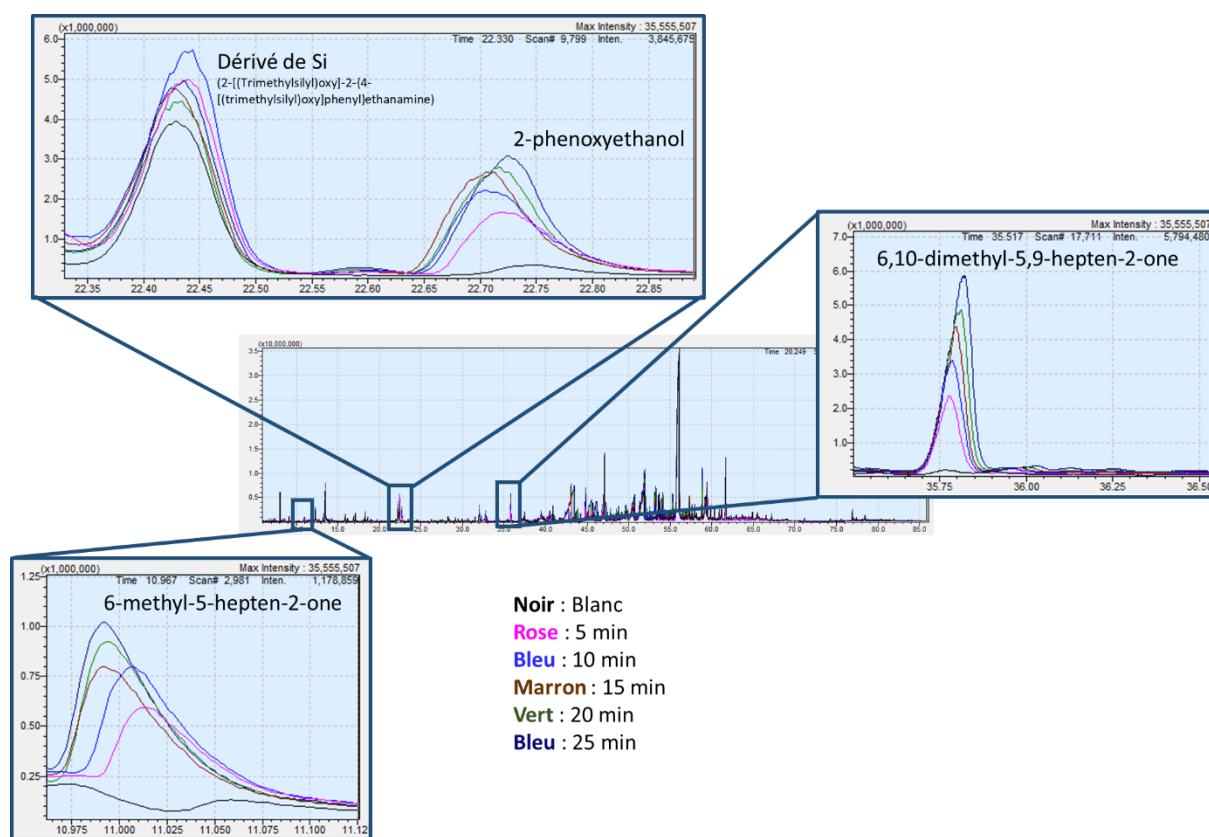 (x1,000,000)
Max Intensity : 35,555,507
Time 22.330 Scan# 9,799 Inten. 3,845,675
6.0
5.0
4.0
3.0
2.0
1.0
Dérivé de Si
(2-[(Trimethylsilyl)oxy]-2-{4-
[(trimethylsilyl)oxy]phenyl}ethanamine)
2-phenoxyethanol
22.35 22.40 22.45 22.50 22.55 22.60 22.65 22.70 22.75 22.80 22.85
(x1,000,000)
Max Intensity : 35,555,507
Time 35.517 Scan# 17,711 Inten. 5,794,480
7.0
6.0
5.0
4.0
3.0
2.0
1.0
6,10-dimethyl-5,9-hepten-2-one
35.75 36.00 36.25 36.50
(x10,000,000)
Time 20.249
3.5
3.0
2.5
2.0
1.5
1.0
0.5
15.0 25.0 30.0 35.0 40.0 45.0 50.0 55.0 60.0 65.0 70.0 75.0 80.0 85.0
(x1,000,000)
Max Intensity : 35,555,507
Time 10.967 Scan# 2,981 Inten. 1,178,859
1.25
1.00
0.75
0.50
0.25
6-methyl-5-hepten-2-one
10.975 11.000 11.025 11.050 11.075 11.100 11.12
Noir : Blanc
Rose : 5 min
Bleu : 10 min
Marron : 15 min
Vert : 20 min
Bleu : 25 min